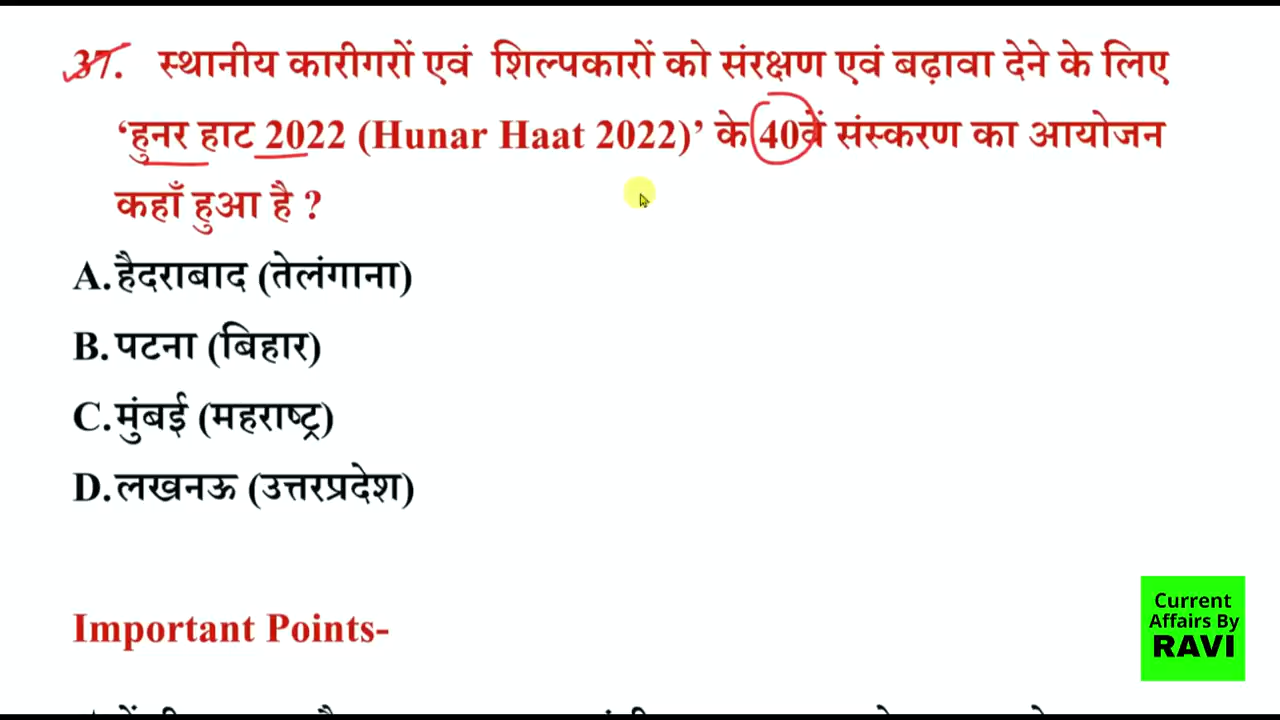 37. स्थानीय कारीगरों एवं शिल्पकारों को संरक्षण एवं बढ़ावा देने के लिए
‘हुनर हाट 2022 (Hunar Haat 2022)’ के 40वें संस्करण का आयोजन
कहाँ हुआ है ?
A. हैदराबाद (तेलंगाना)
B. पटना (बिहार)
C. मुंबई (महराष्ट्र)
D. लखनऊ (उत्तरप्रदेश)
Important Points-
Current
Affairs By
RAVI